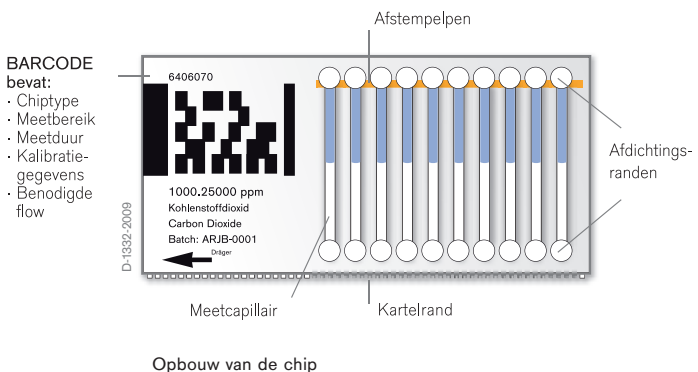 Afstempelpen
BARCODE
bevat:
· Chiptype
· Meetbereik
· Meetduur
· Kalibratie-
gegevens
· Benodigde
flow
6406070
1000.25000 ppm
Kohlenstoffdioxid
Carbon Dioxide
Batch: ARJB-0001
Dräger
D-1332-2009
Afdichtings-
randen
Meetcapillair
Kartelrand
Opbouw van de chip